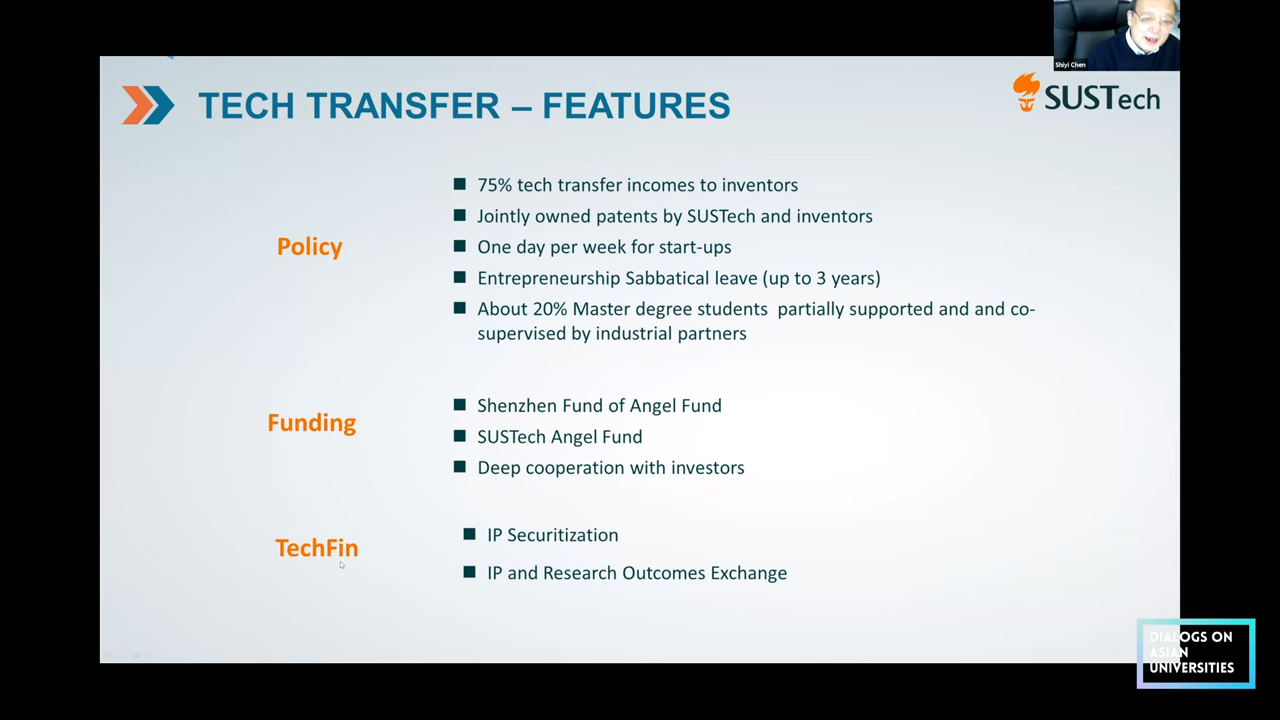 Shiyi Chen
TECH TRANSFER – FEATURES
SUSTech
Policy
75% tech transfer incomes to inventors
Jointly owned patents by SUSTech and inventors
One day per week for start-ups
Entrepreneurship Sabbatical leave (up to 3 years)
About 20% Master degree students partially supported and and co-
supervised by industrial partners
Funding
Shenzhen Fund of Angel Fund
SUSTech Angel Fund
Deep cooperation with investors
TechFin
IP Securitization
IP and Research Outcomes Exchange
DIALOGS ON
ASIAN
UNIVERSITIES